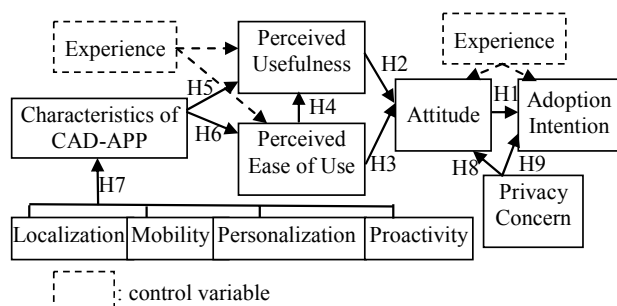 Experience
Perceived
Usefulness
Experience
H5
H2
Characteristics of
CAD-APP
H4
Attitude
H1
Adoption
Intention
H6
Perceived
Ease of Use
H3
H8
H9
H7
Privacy
Concern
Localization
Mobility
Personalization
Proactivity
: control variable